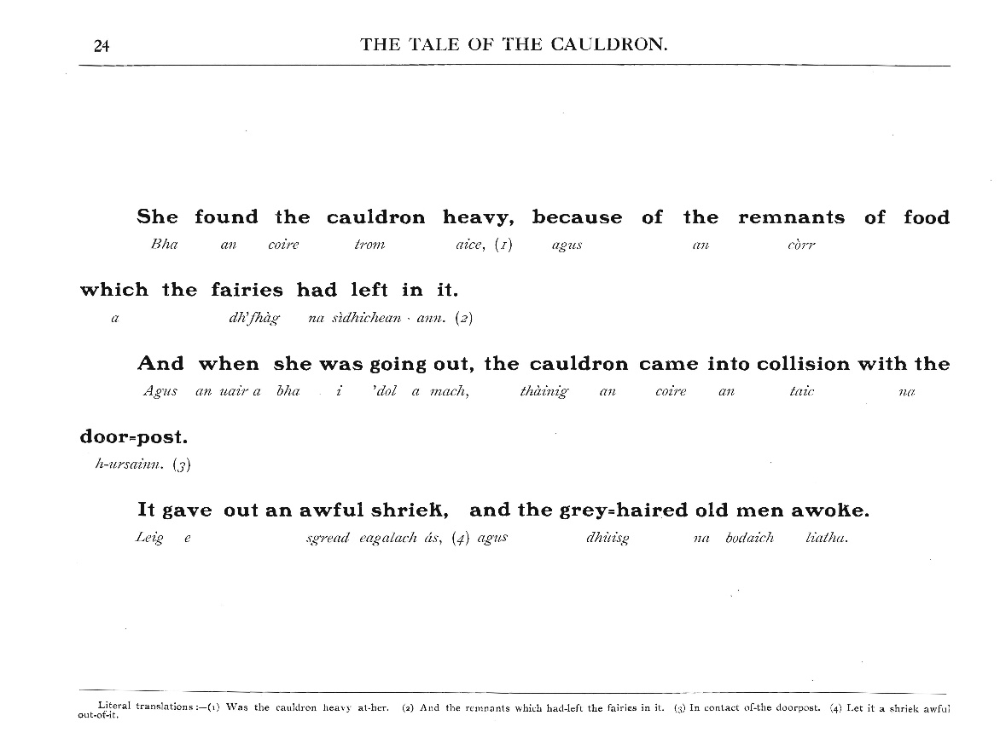 24 THE TALE OF THE CAULDRON.
She found the cauldron heavy, because of the remnants of food
Bha an coire trom aice, (1) agus an còrr
which the fairies had left in it.
a dh'fhàg na sìdhichean ann. (2)
And when she was going out, the cauldron came into collision with the
Agus an uair a bha i 'dol a mach, thàinig an coire an taic na
door=post.
h-ursainn. (3)
It gave out an awful shriek, and the grey=haired old men awoke.
Leig e sgread eagalach ás, (4) agus dhùisg na bodaich liatha.
Literal translations:—(1) Was the cauldron heavy at-her. (2) And the remnants which had-left the fairies in it. (3) In contact of-the doorpost. (4) Let it a shriek awful
out-of-it.